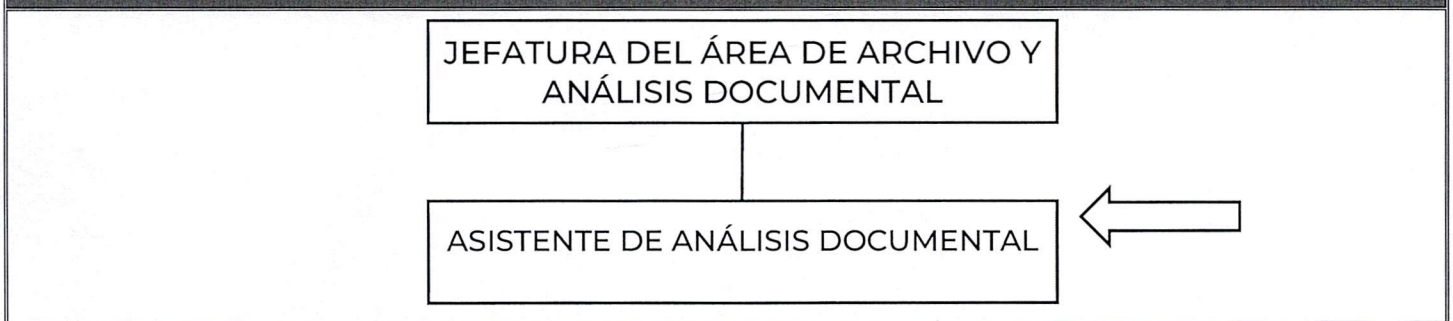 JEFATURA DEL ÁREA DE ARCHIVO Y
ANÁLISIS DOCUMENTAL
ASISTENTE DE ANÁLISIS DOCUMENTAL